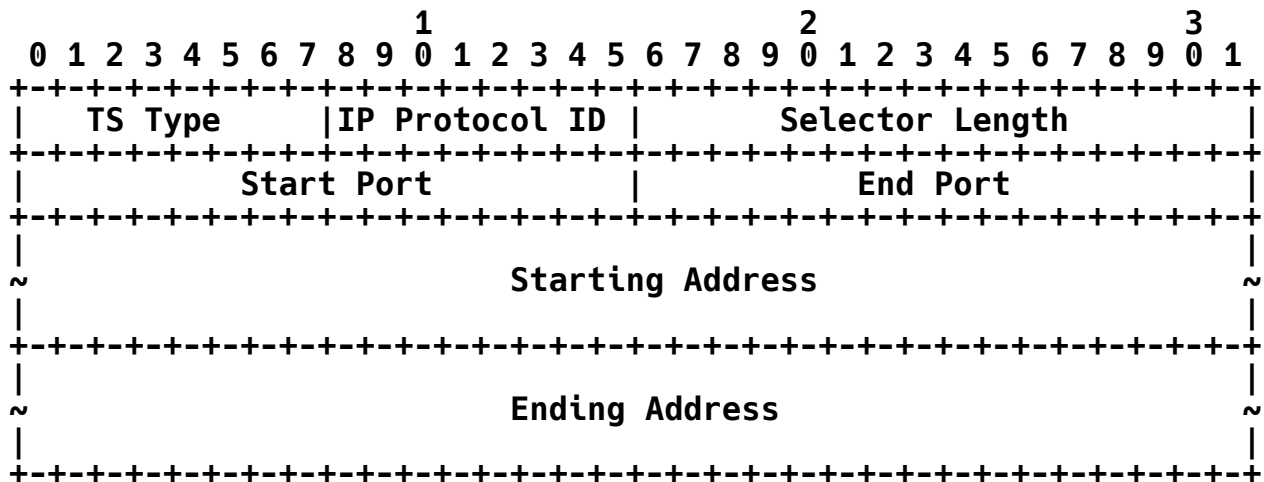 1                   2                   3
 0 1 2 3 4 5 6 7 8 9 0 1 2 3 4 5 6 7 8 9 0 1 2 3 4 5 6 7 8 9 0 1
+-+-+-+-+-+-+-+-+-+-+-+-+-+-+-+-+-+-+-+-+-+-+-+-+-+-+-+-+-+-+-+-+
|   TS Type     |IP Protocol ID |       Selector Length         |
+-+-+-+-+-+-+-+-+-+-+-+-+-+-+-+-+-+-+-+-+-+-+-+-+-+-+-+-+-+-+-+-+
|           Start Port          |           End Port            |
+-+-+-+-+-+-+-+-+-+-+-+-+-+-+-+-+-+-+-+-+-+-+-+-+-+-+-+-+-+-+-+-+
|                                                               |
~                         Starting Address                      ~
|                                                               |
+-+-+-+-+-+-+-+-+-+-+-+-+-+-+-+-+-+-+-+-+-+-+-+-+-+-+-+-+-+-+-+-+
|                                                               |
~                         Ending Address                        ~
|                                                               |
+-+-+-+-+-+-+-+-+-+-+-+-+-+-+-+-+-+-+-+-+-+-+-+-+-+-+-+-+-+-+-+-+